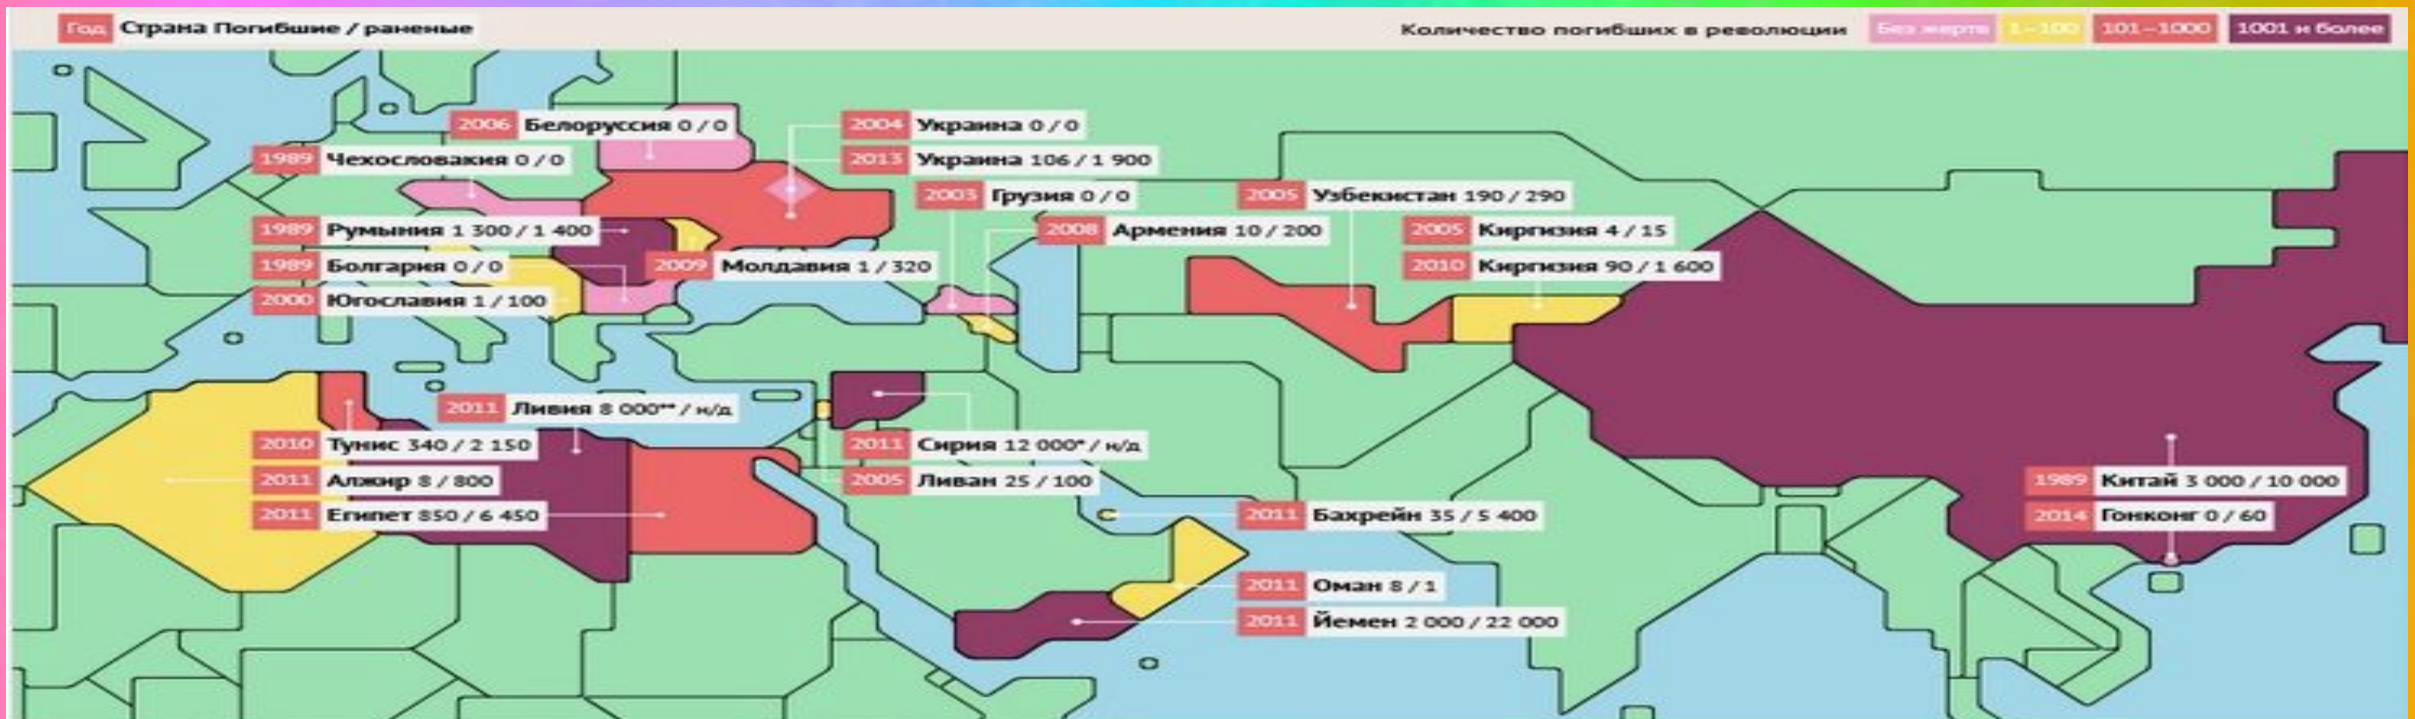 Год Страна Погибшие / раненые
Количество погибших в революции Без жертв 1–100 101–1000 1001 и более
2006 Белоруссия 0 / 0
2004 Украина 0 / 0
1989 Чехословакия 0 / 0
2013 Украина 106 / 1 900
2003 Грузия 0 / 0
2005 Узбекистан 190 / 290
1989 Румыния 1 300 / 1 400
2008 Армения 10 / 200
2005 Киргизия 4 / 15
1989 Болгария 0 / 0
2009 Молдавия 1 / 320
2010 Киргизия 90 / 1 600
2000 Югославия 1 / 100
2011 Ливия 8 000** / н/д
2010 Тунис 340 / 2 150
2011 Сирия 12 000* / н/д
2011 Алжир 8 / 800
2005 Ливан 25 / 100
1989 Китай 3 000 / 10 000
2011 Египет 850 / 6 450
2011 Бахрейн 35 / 5 400
2014 Гонконг 0 / 60
2011 Оман 8 / 1
2011 Йемен 2 000 / 22 000